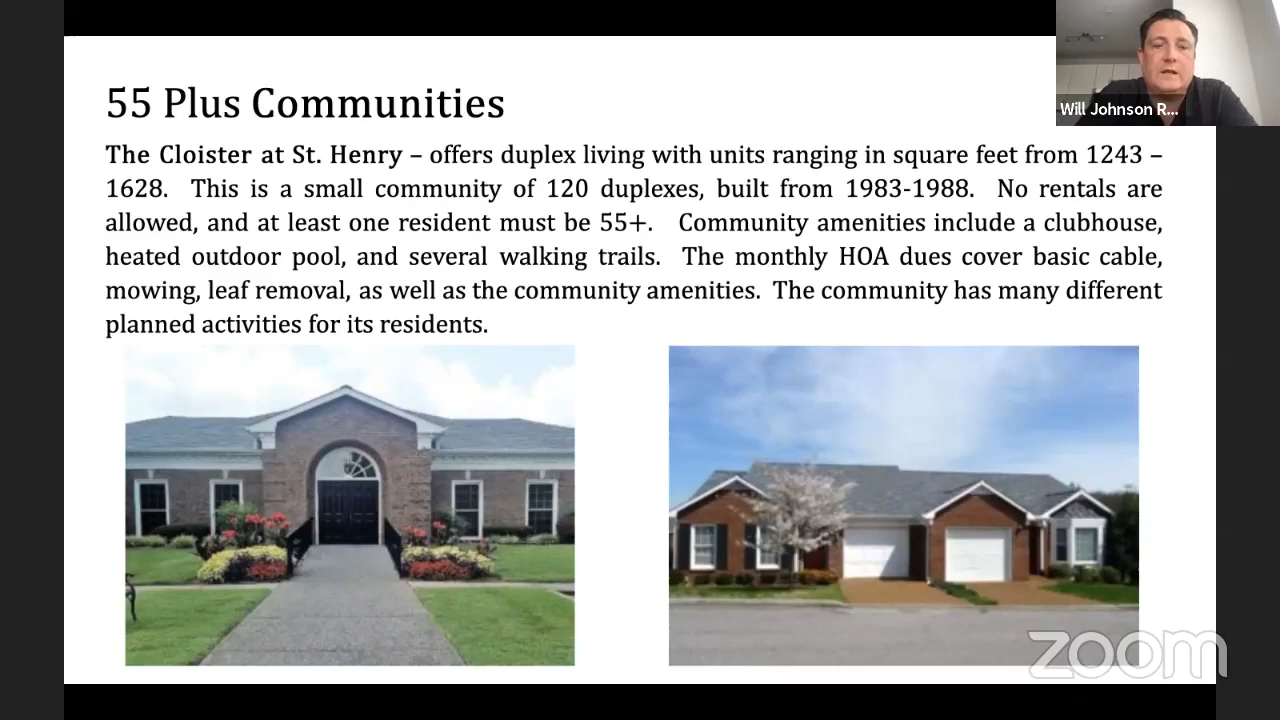 55 Plus Communities
Will Johnson R...
The Cloister at St. Henry – offers duplex living with units ranging in square feet from 1243 –
1628. This is a small community of 120 duplexes, built from 1983-1988. No rentals are
allowed, and at least one resident must be 55+. Community amenities include a clubhouse,
heated outdoor pool, and several walking trails. The monthly HOA dues cover basic cable,
mowing, leaf removal, as well as the community amenities. The community has many different
planned activities for its residents.
zoom